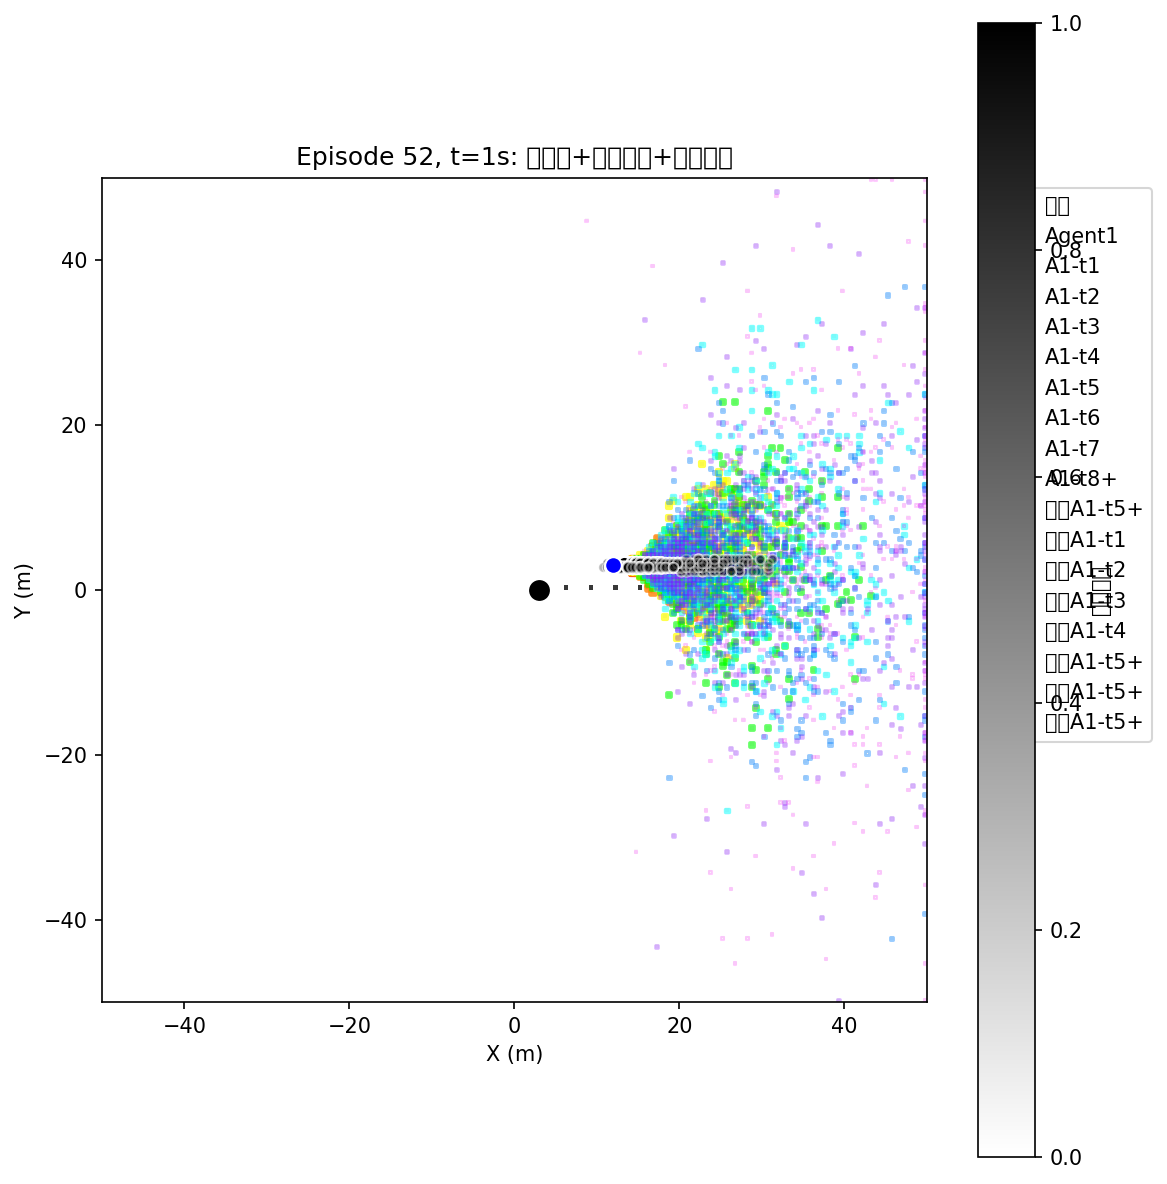 Episode 52, t=1s:
40
20
0
−20
−40
Y (m)
−40
−20
0
20
40
X (m)
1.0
0.8
0.6
0.4
0.2
0.0
Agent1
A1-t1
A1-t2
A1-t3
A1-t4
A1-t5
A1-t6
A1-t7
A1-t8+
A1-t5+
A1-t1
A1-t2
A1-t3
A1-t4
A1-t5+
A1-t5+
A1-t5+